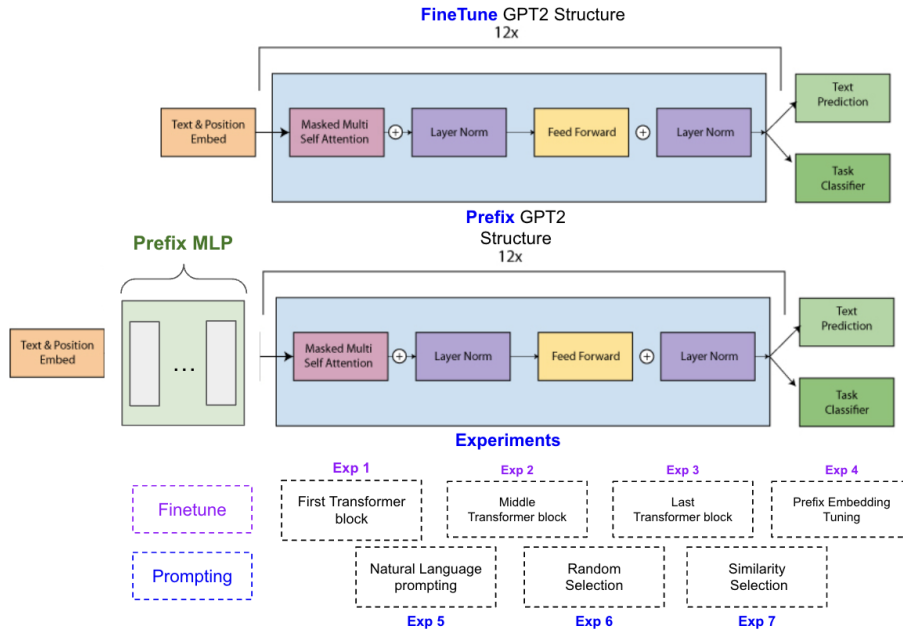 FineTune GPT2 Structure
12x
Text & Position
Embed
Masked Multi
Self Attention
+
Layer Norm
Feed Forward
+
Layer Norm
Text
Prediction
Task
Classifier
Prefix GPT2
Structure
12x
Prefix MLP
Text & Position
Embed
...
Masked Multi
Self Attention
+
Layer Norm
Feed Forward
+
Layer Norm
Text
Prediction
Task
Classifier
Experiments
Exp 1
Exp 2
Exp 3
Exp 4
Finetune
First Transformer
block
Middle
Transformer block
Last
Transformer block
Prefix Embedding
Tuning
Prompting
Natural Language
prompting
Random
Selection
Similarity
Selection
Exp 5
Exp 6
Exp 7